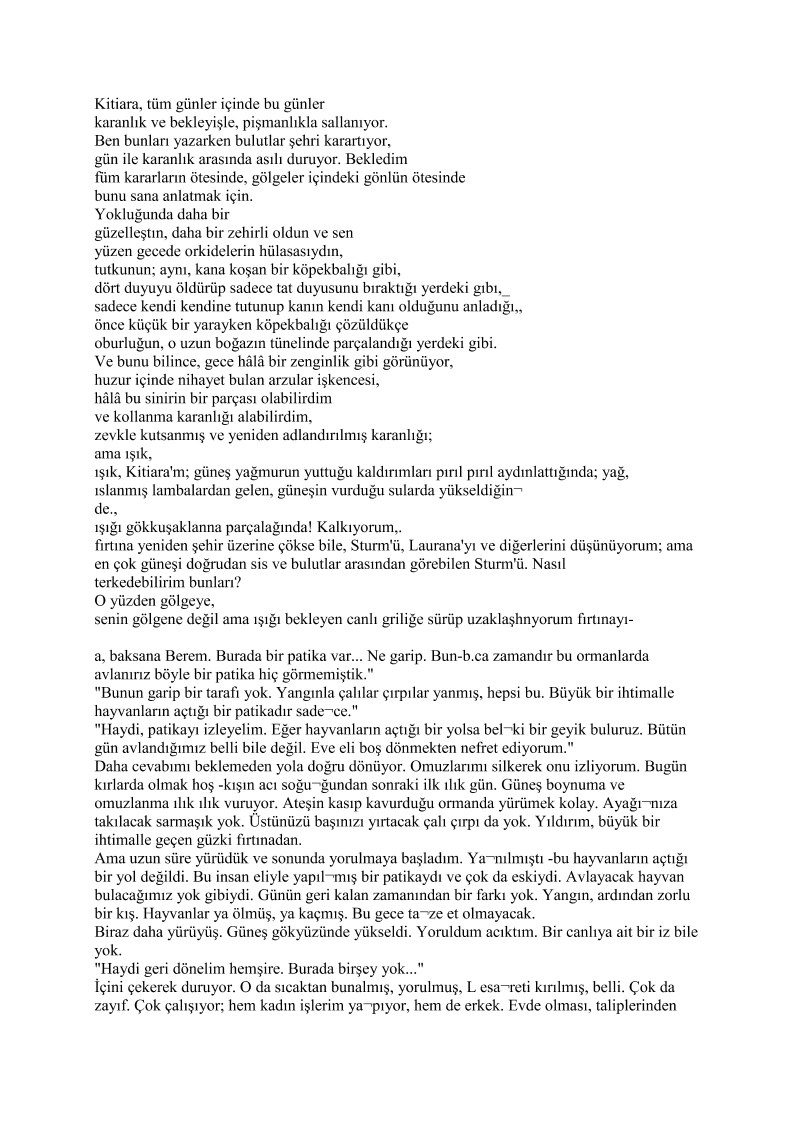 Kitiara, tüm günler içinde bu günler
karanlık ve bekleyişle, pişmanlıkla sallanıyor.
Ben bunları yazarken bulutlar şehri karartıyor,
gün ile karanlık arasında asılı duruyor. Bekledim
füm kararların ötesinde, gölgeler içindeki gönlün ötesinde
bunu sana anlatmak için.
Yokluğunda daha bir
güzelleştın, daha bir zehirli oldun ve sen
yüzen gecede orkidelerin hülasasıydın,
tutkunun; aynı, kana koşan bir köpekbalığı gibi,
dört duyuyu öldürüp sadece tat duyusunu bıraktığı yerdeki gıbı,_
sadece kendi kendine tutunup kanın kendi kanı olduğunu anladığı,,
önce küçük bir yarayken köpekbalığı çözüldükçe
oburluğun, o uzun boğazın tünelinde parçalandığı yerdeki gibi.
Ve bunu bilince, gece hâlâ bir zenginlik gibi görünüyor,
huzur içinde nihayet bulan arzular işkencesi,
hâlâ bu sinirin bir parçası olabilirdim
ve kollanma karanlığı alabilirdim,
zevkle kutsanmış ve yeniden adlandırılmış karanlığı;
ama ışık,
ışık, Kitiara'm; güneş yağmurun yuttuğu kaldırımları pırıl pırıl aydınlattığında; yağ,
ıslanmış lambalardan gelen, güneşin vurduğu sularda yükseldiğin¬
de.,
ışığı gökkuşaklanna parçalağında! Kalkıyorum,.
fırtına yeniden şehir üzerine çökse bile, Sturm'ü, Laurana'yı ve diğerlerini düşünüyorum; ama
en çok güneşi doğrudan sis ve bulutlar arasından görebilen Sturm'ü. Nasıl
terkedebilirim bunları?
O yüzden gölgeye,
senin gölgene değil ama ışığı bekleyen canlı griliğe sürüp uzaklaşhnyorum fırtınayı-
a, baksana Berem. Burada bir patika var... Ne garip. Bun-b.ca zamandır bu ormanlarda
avlanırız böyle bir patika hiç görmemiştik."
"Bunun garip bir tarafı yok. Yangınla çalılar çırpılar yanmış, hepsi bu. Büyük bir ihtimalle
hayvanların açtığı bir patikadır sade¬ce."
"Haydi, patikayı izleyelim. Eğer hayvanların açtığı bir yolsa bel¬ki bir geyik buluruz. Bütün
gün avlandığımız belli bile değil. Eve eli boş dönmekten nefret ediyorum."
Daha cevabımı beklemeden yola doğru dönüyor. Omuzlarımı silkerek onu izliyorum. Bugün
kırlarda olmak hoş -kışın acı soğu¬ğundan sonraki ilk ılık gün. Güneş boynuma ve
omuzlanma ılık ılık vuruyor. Ateşin kasıp kavurduğu ormanda yürümek kolay. Ayağı¬nıza
takılacak sarmaşık yok. Üstünüzü başınızı yırtacak çalı çırpı da yok. Yıldırım, büyük bir
ihtimalle geçen güzki fırtınadan.
Ama uzun süre yürüdük ve sonunda yorulmaya başladım. Ya¬nılmıştı -bu hayvanların açtığı
bir yol değildi. Bu insan eliyle yapıl¬mış bir patikaydı ve çok da eskiydi. Avlayacak hayvan
bulacağımız yok gibiydi. Günün geri kalan zamanından bir farkı yok. Yangın, ardından zorlu
bir kış. Hayvanlar ya ölmüş, ya kaçmış. Bu gece ta¬ze et olmayacak.
Biraz daha yürüyüş. Güneş gökyüzünde yükseldi. Yoruldum acıktım. Bir canlıya ait bir iz bile
yok.
"Haydi geri dönelim hemşire. Burada birşey yok..."
İçini çekerek duruyor. O da sıcaktan bunalmış, yorulmuş, L esa¬reti kırılmış, belli. Çok da
zayıf. Çok çalışıyor; hem kadın işlerim ya¬pıyor, hem de erkek. Evde olması, taliplerinden